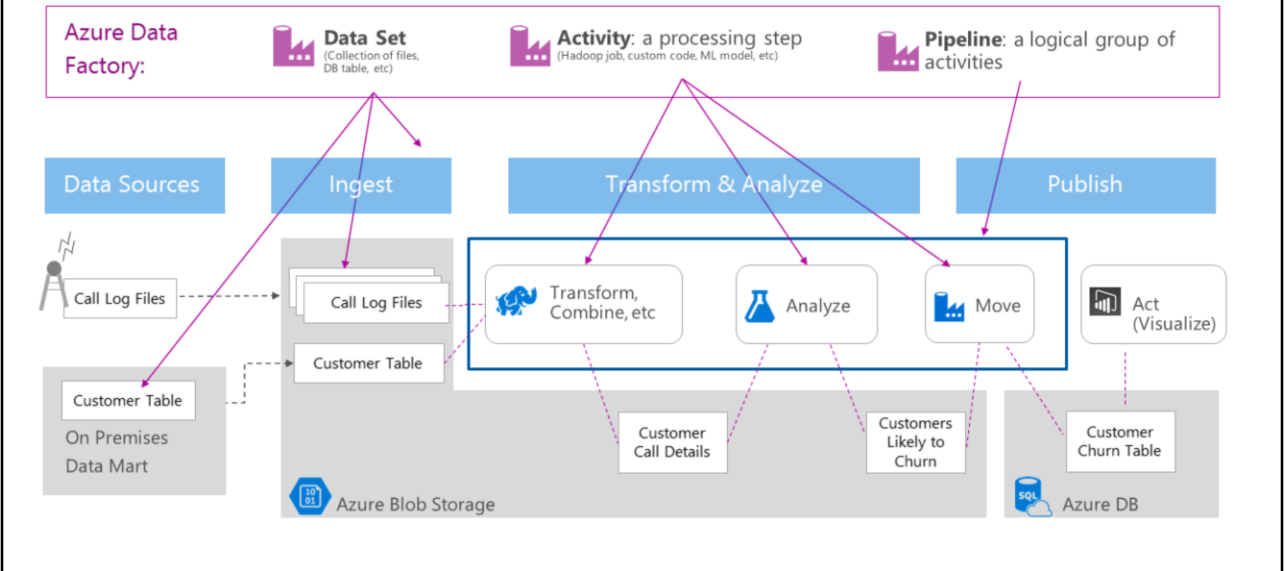 Azure Data
Factory:
Data Set
(Collection of files,
DB table, etc)
Activity: a processing step
(Hadoop job, custom code, ML model, etc)
Pipeline: a logical group of
activities
Data Sources
Ingest
Transform & Analyze
Publish
Call Log Files
Call Log Files
Transform,
Combine, etc
Analyze
Move
Act
(Visualize)
Customer Table
Customer Table
On Premises
Data Mart
Customer
Call Details
Customers
Likely to
Churn
Customer
Churn Table
10
01
Azure Blob Storage
SQL
Azure DB